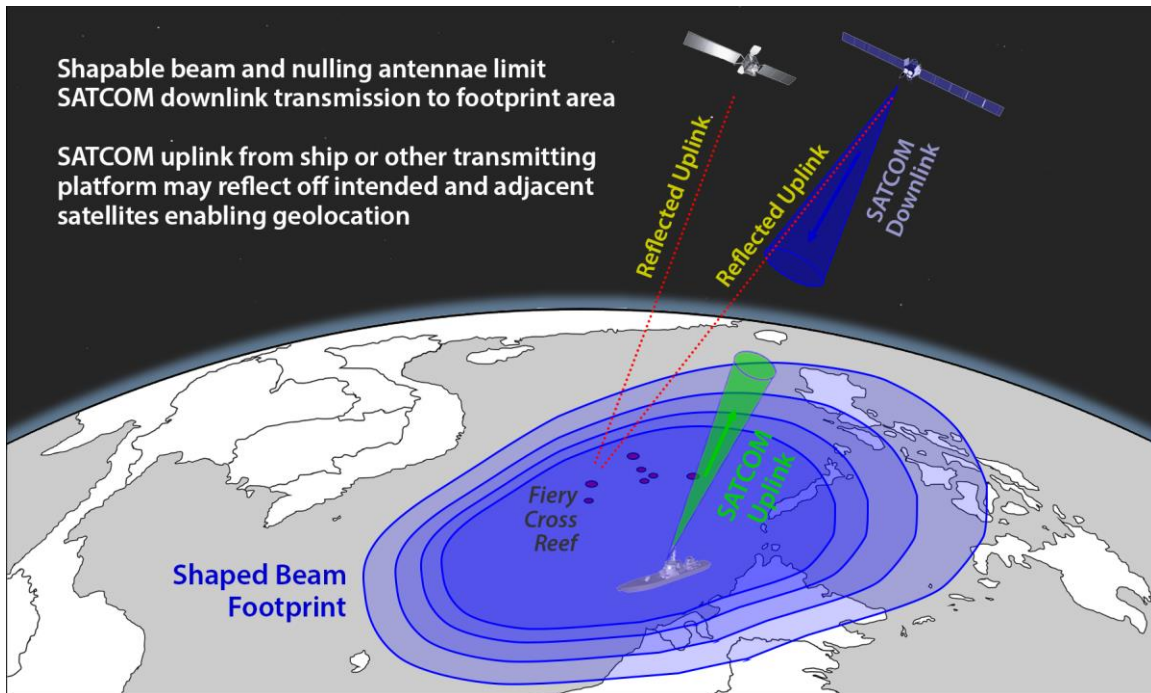 Shapable beam and nulling antennae limit
SATCOM downlink transmission to footprint area
SATCOM uplink from ship or other transmitting
platform may reflect off intended and adjacent
satellites enabling geolocation
Reflected Uplink
Reflected Uplink
SATCOM
Downlink
SATCOM
Uplink
Fiery
Cross
Reef
Shaped Beam
Footprint